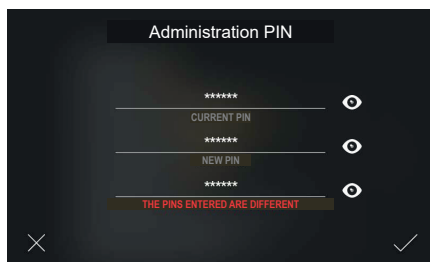 Administration PIN
******
CURRENT PIN
******
NEW PIN
******
THE PINS ENTERED ARE DIFFERENT